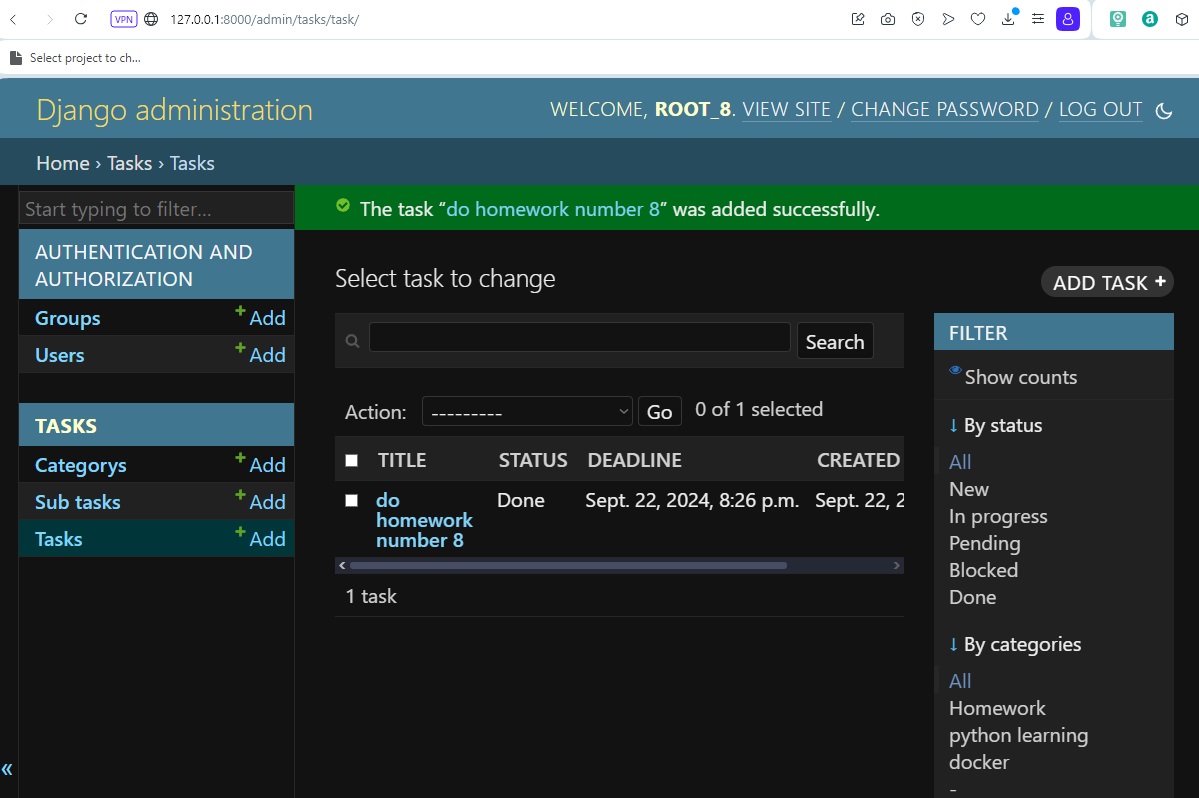 VPN
127.0.0.1:8000/admin/tasks/task/
Select project to ch...
Django administration
WELCOME, ROOT_8. VIEW SITE / CHANGE PASSWORD / LOG OUT
Home › Tasks › Tasks
Start typing to filter...
AUTHENTICATION AND
AUTHORIZATION
Groups + Add
Users + Add
TASKS
Categorys + Add
Sub tasks + Add
Tasks + Add
«
The task “do homework number 8” was added successfully.
Select task to change
ADD TASK +
Search
Action: --------- Go 0 of 1 selected
TITLE STATUS DEADLINE CREATED
do Done Sept. 22, 2024, 8:26 p.m. Sept. 22, 2
homework
number 8
1 task
FILTER
Show counts
↓ By status
All
New
In progress
Pending
Blocked
Done
↓ By categories
All
Homework
python learning
docker
-